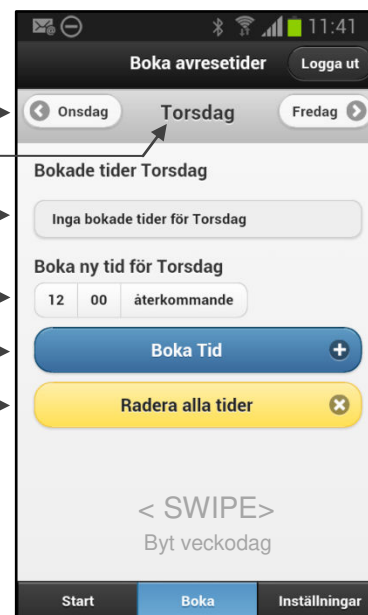 11:41
Boka avresetider Logga ut
Onsdag Torsdag Fredag
Bokade tider Torsdag
Inga bokade tider för Torsdag
Boka ny tid för Torsdag
12 00 återkommande
Boka Tid
Radera alla tider
< SWIPE>
Byt veckodag
Start Boka Inställningar